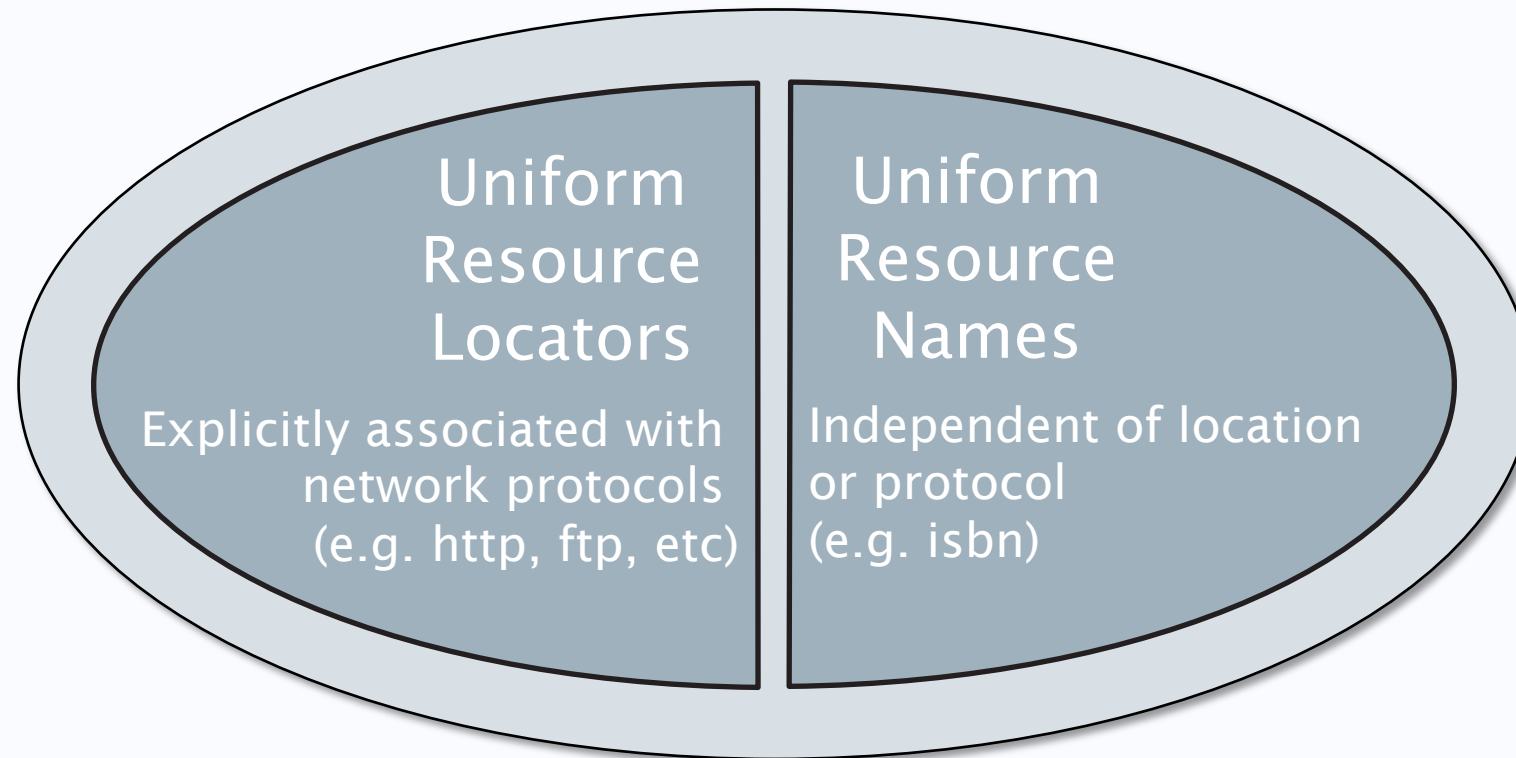 Uniform
Resource
Locators
Explicitly associated with
network protocols
(e.g. http, ftp, etc)
Uniform
Resource
Names
Independent of location
or protocol
(e.g. isbn)